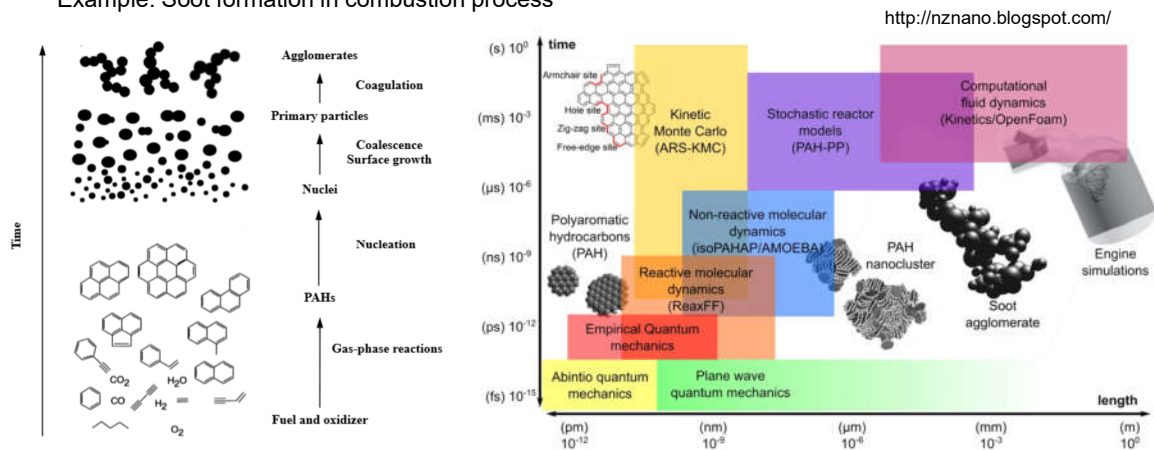 Example: Soot formation in combustion process
http://nznano.blogspot.com/
Time
Agglomerates
Coagulation
Primary particles
Coalescence
Surface growth
Nuclei
Nucleation
PAHs
Gas-phase reactions
Fuel and oxidizer
CO2
H2O
CO
H2
O2
time
(s) 10^0
(ms) 10^-3
(µs) 10^-6
(ns) 10^-9
(ps) 10^-12
(fs) 10^-15
Armchair site
Hole site
Zig-zag site
Free-edge site
Kinetic
Monte Carlo
(ARS-KMC)
Stochastic reactor
models
(PAH-PP)
Computational
fluid dynamics
(Kinetics/OpenFoam)
Polyaromatic
hydrocarbons
(PAH)
Non-reactive molecular
dynamics
(isoPAHAP/AMOEBA)
PAH
nanocluster
Engine
simulations
Reactive molecular
dynamics
(ReaxFF)
Soot
agglomerate
Empirical Quantum
mechanics
Abintio quantum
mechanics
Plane wave
quantum mechanics
length
(pm)
10^-12
(nm)
10^-9
(µm)
10^-6
(mm)
10^-3
(m)
10^0